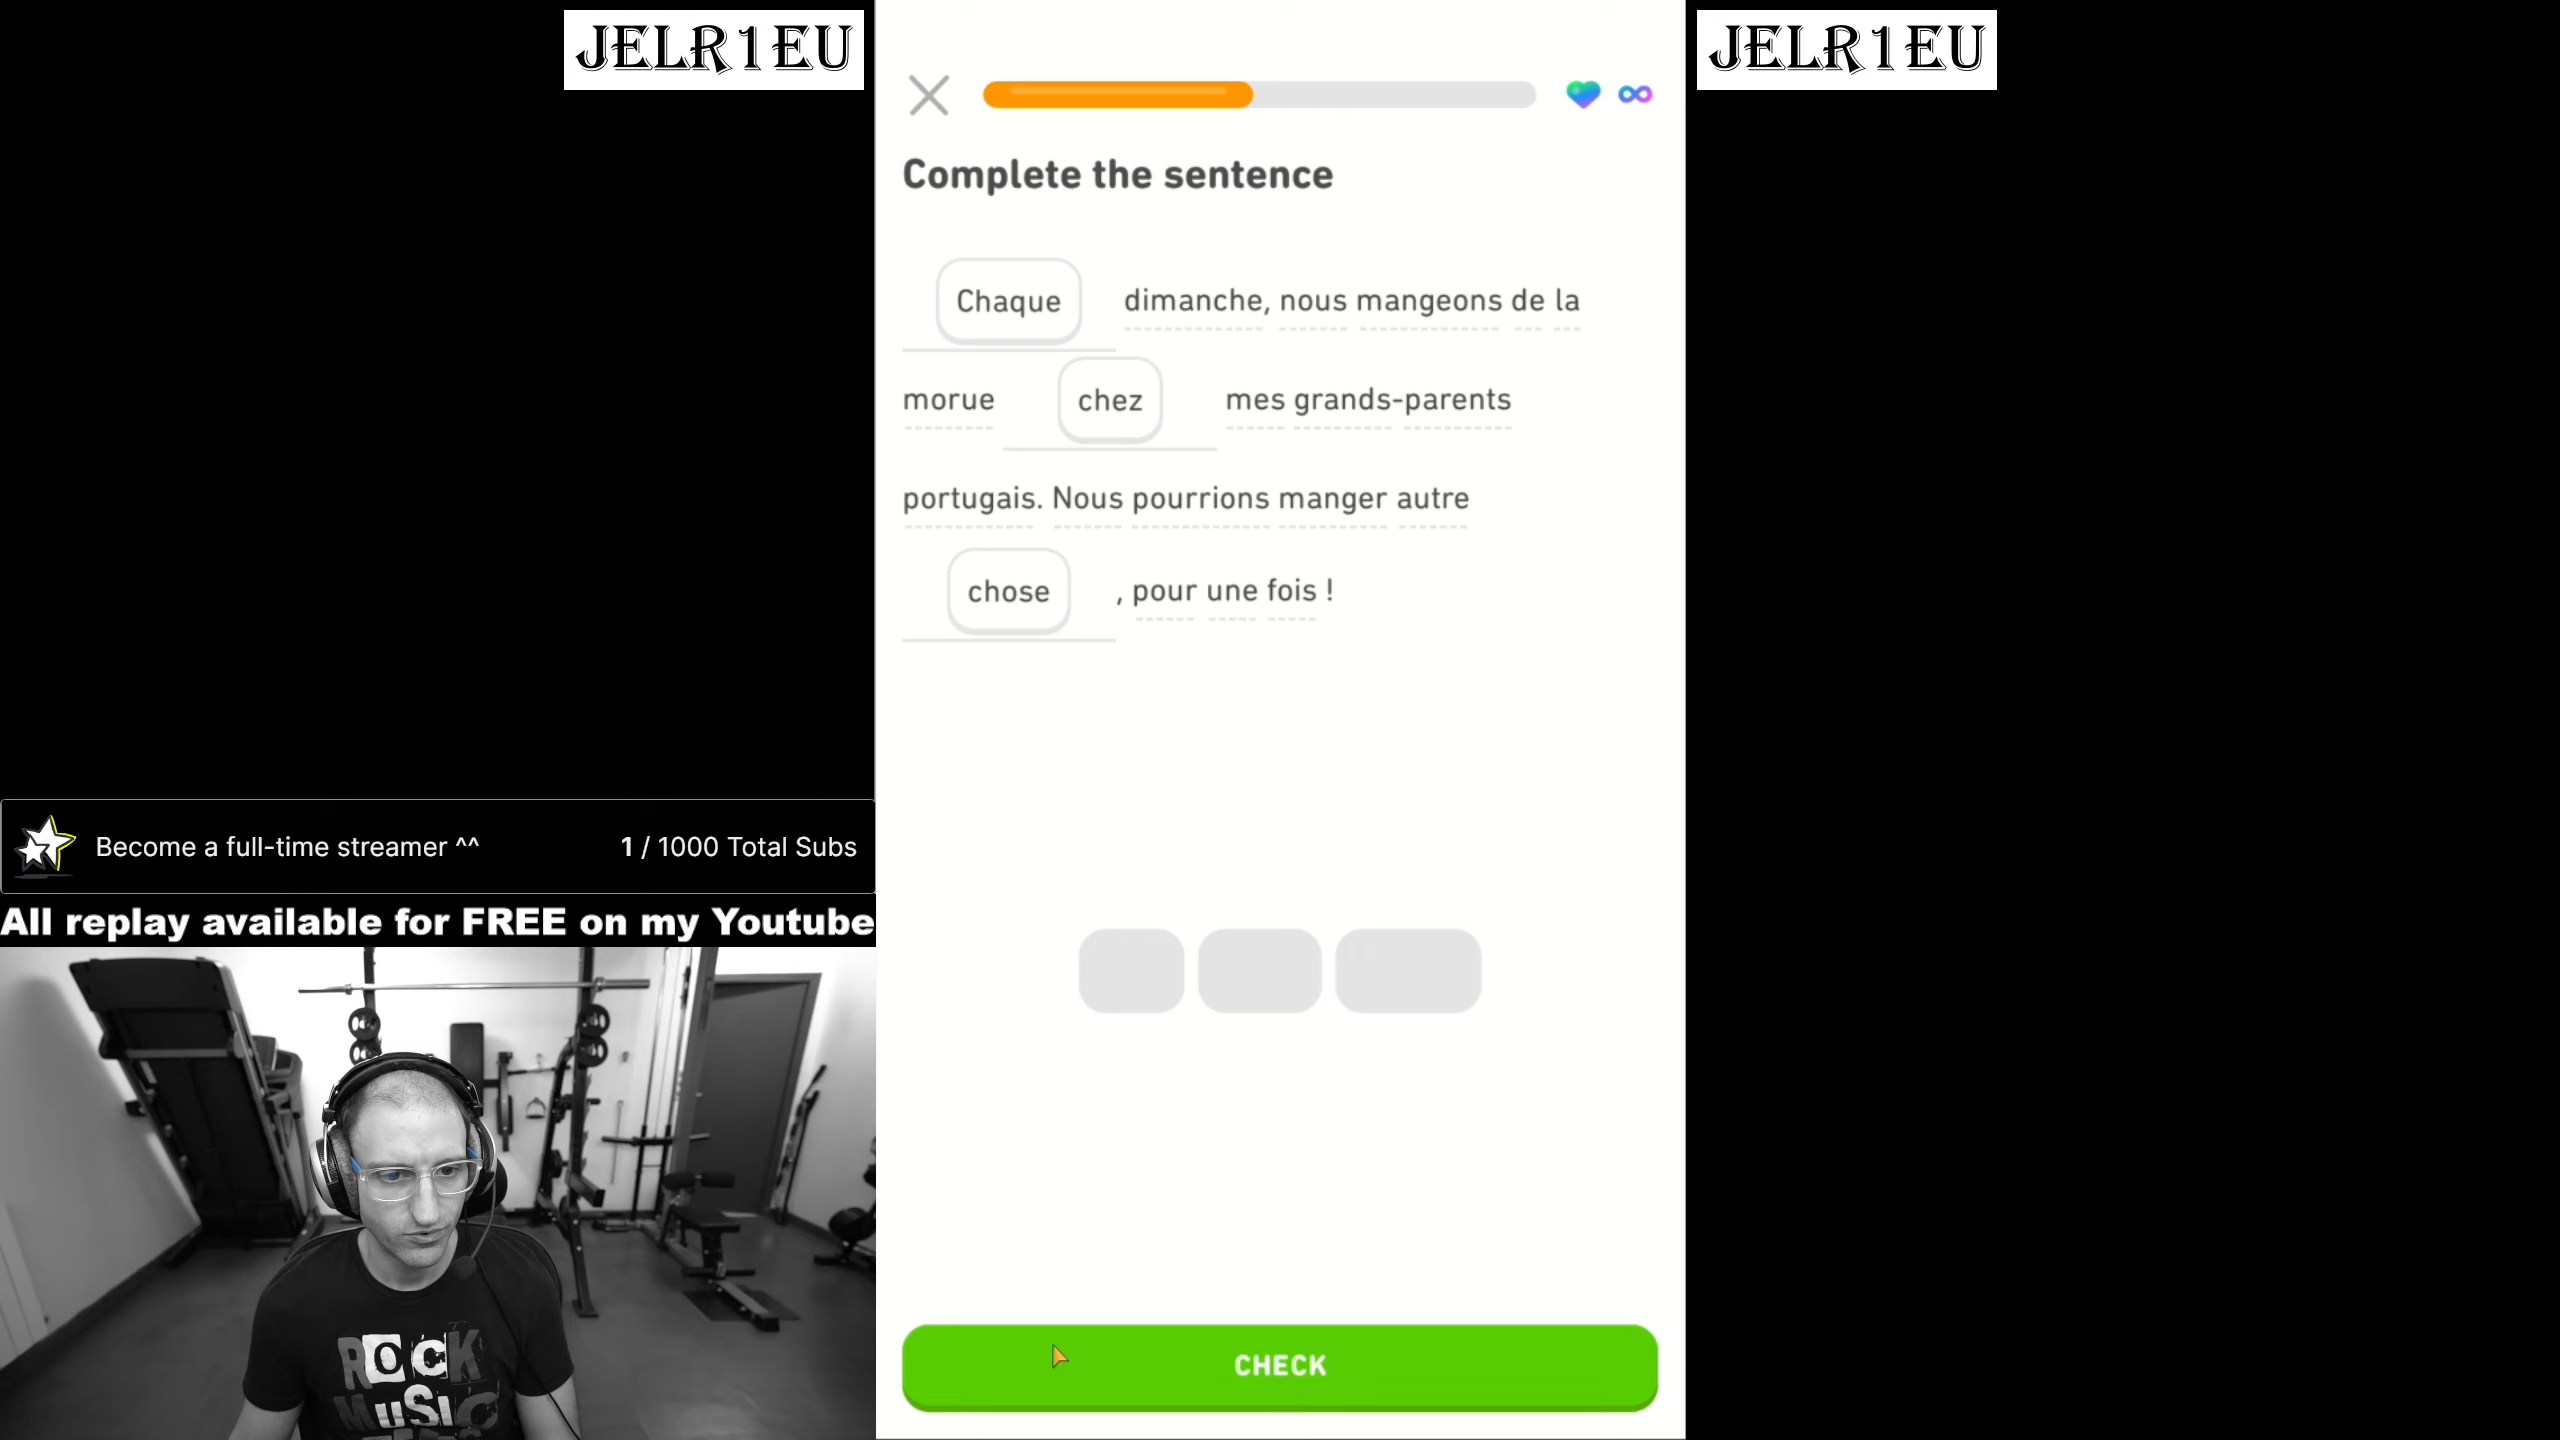 JELR1EU
JELR1EU
Complete the sentence
Chaque dimanche, nous mangeons de la
morue chez mes grands-parents
portugais. Nous pourrions manger autre
chose , pour une fois !
Become a full-time streamer ^^ 1 / 1000 Total Subs
All replay available for FREE on my Youtube
ROCK
MUSIC
CHECK